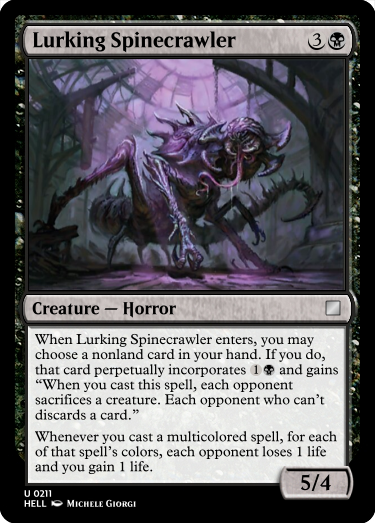 Lurking Spinecrawler 3
Creature — Horror
When Lurking Spinecrawler enters, you may
choose a nonland card in your hand. If you do,
that card perpetually incorporates 1 and gains
“When you cast this spell, each opponent
sacrifices a creature. Each opponent who can’t
discards a card.”
Whenever you cast a multicolored spell, for each
of that spell’s colors, each opponent loses 1 life
and you gain 1 life.
5/4
U 0211
HELL Michele Giorgi